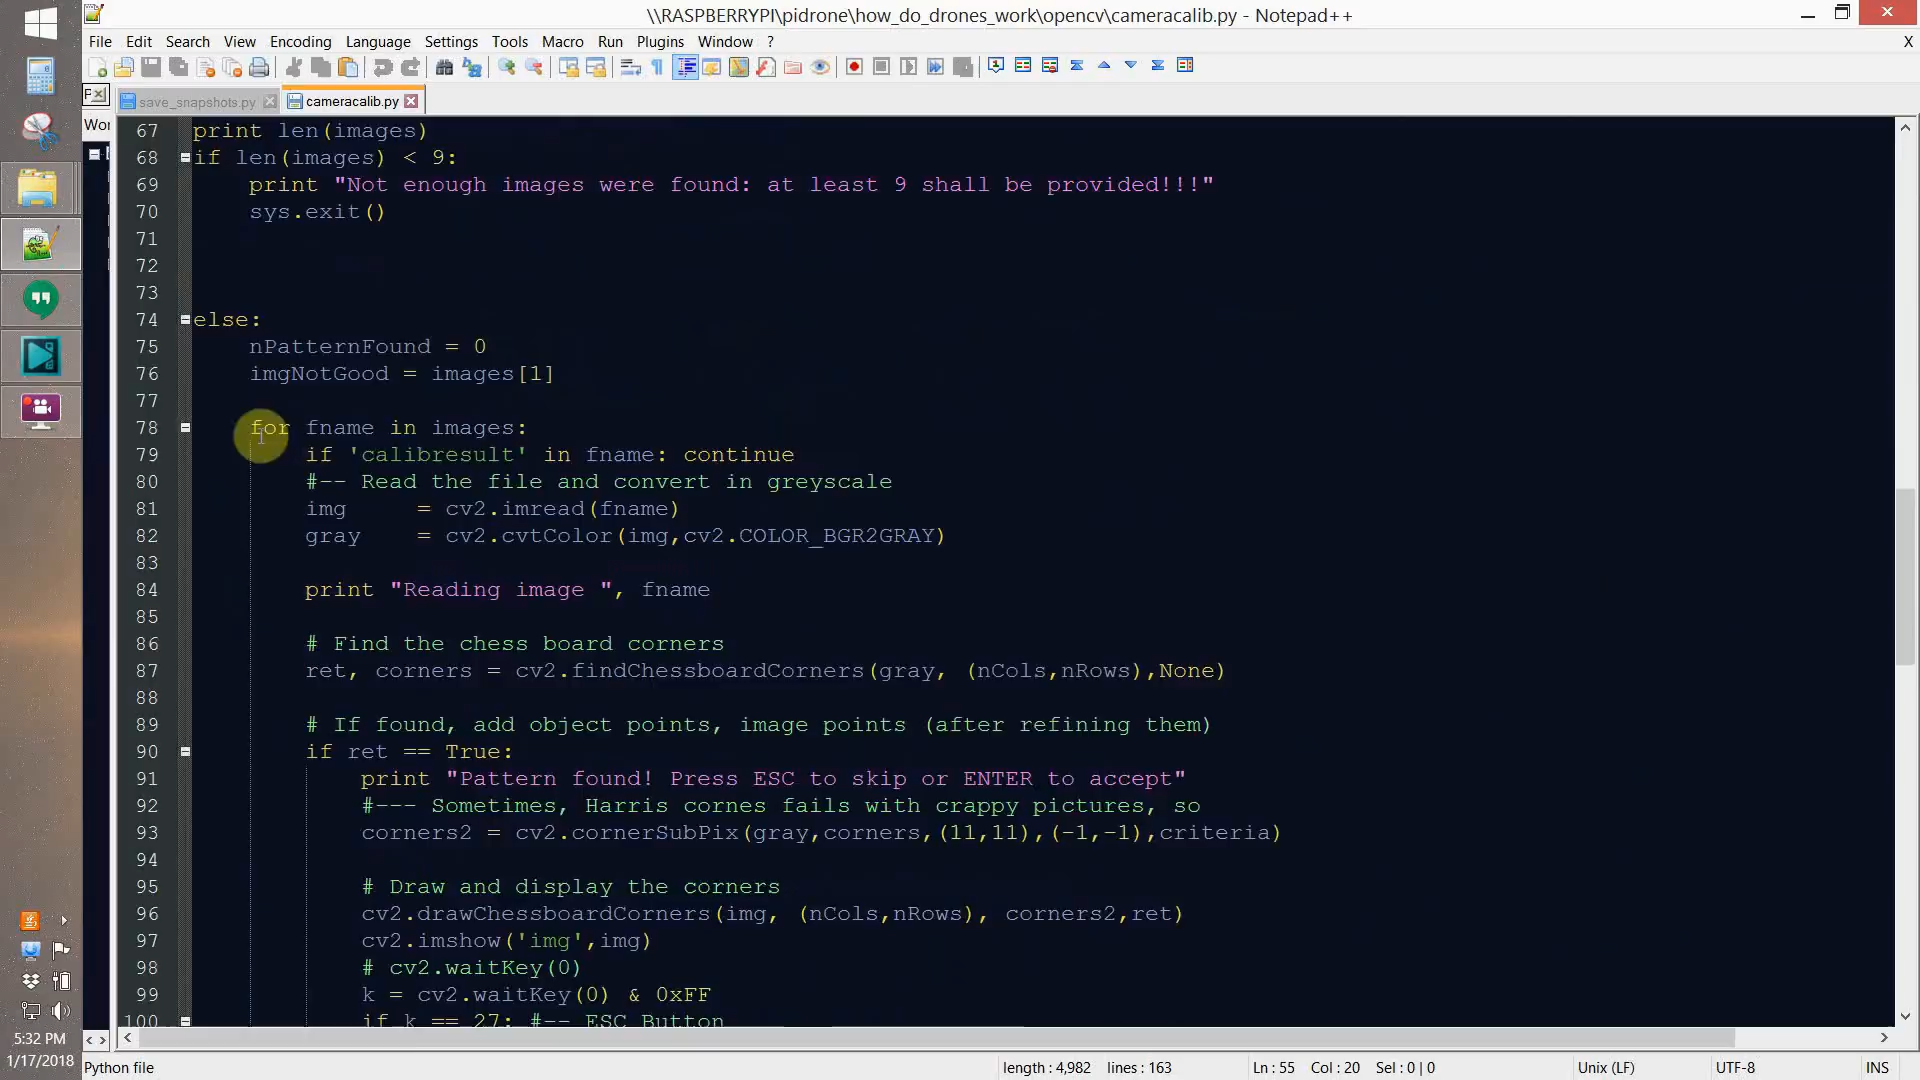 \\RASPBERRYPI\pidrone\how_do_drones_work\opencv\cameracalib.py - Notepad++
File Edit Search View Encoding Language Settings Tools Macro Run Plugins Window ? X
save_snapshots.py cameracalib.py
67 print len(images)
68 if len(images) < 9:
69 print "Not enough images were found: at least 9 shall be provided!!!"
70 sys.exit()
71
72
73
74 else:
75 nPatternFound = 0
76 imgNotGood = images[1]
77
78 for fname in images:
79 if 'calibresult' in fname: continue
80 #-- Read the file and convert in greyscale
81 img = cv2.imread(fname)
82 gray = cv2.cvtColor(img,cv2.COLOR_BGR2GRAY)
83
84 print "Reading image ", fname
85
86 # Find the chess board corners
87 ret, corners = cv2.findChessboardCorners(gray, (nCols,nRows),None)
88
89 # If found, add object points, image points (after refining them)
90 if ret == True:
91 print "Pattern found! Press ESC to skip or ENTER to accept"
92 #--- Sometimes, Harris cornes fails with crappy pictures, so
93 corners2 = cv2.cornerSubPix(gray,corners,(11,11),(-1,-1),criteria)
94
95 # Draw and display the corners
96 cv2.drawChessboardCorners(img, (nCols,nRows), corners2,ret)
97 cv2.imshow('img',img)
98 # cv2.waitKey(0)
99 k = cv2.waitKey(0) & 0xFF
100 if k == 27: #-- ESC Button
5:32 PM
1/17/2018
Python file length : 4,982 lines : 163 Ln : 55 Col : 20 Sel : 0 | 0 Unix (LF) UTF-8 INS